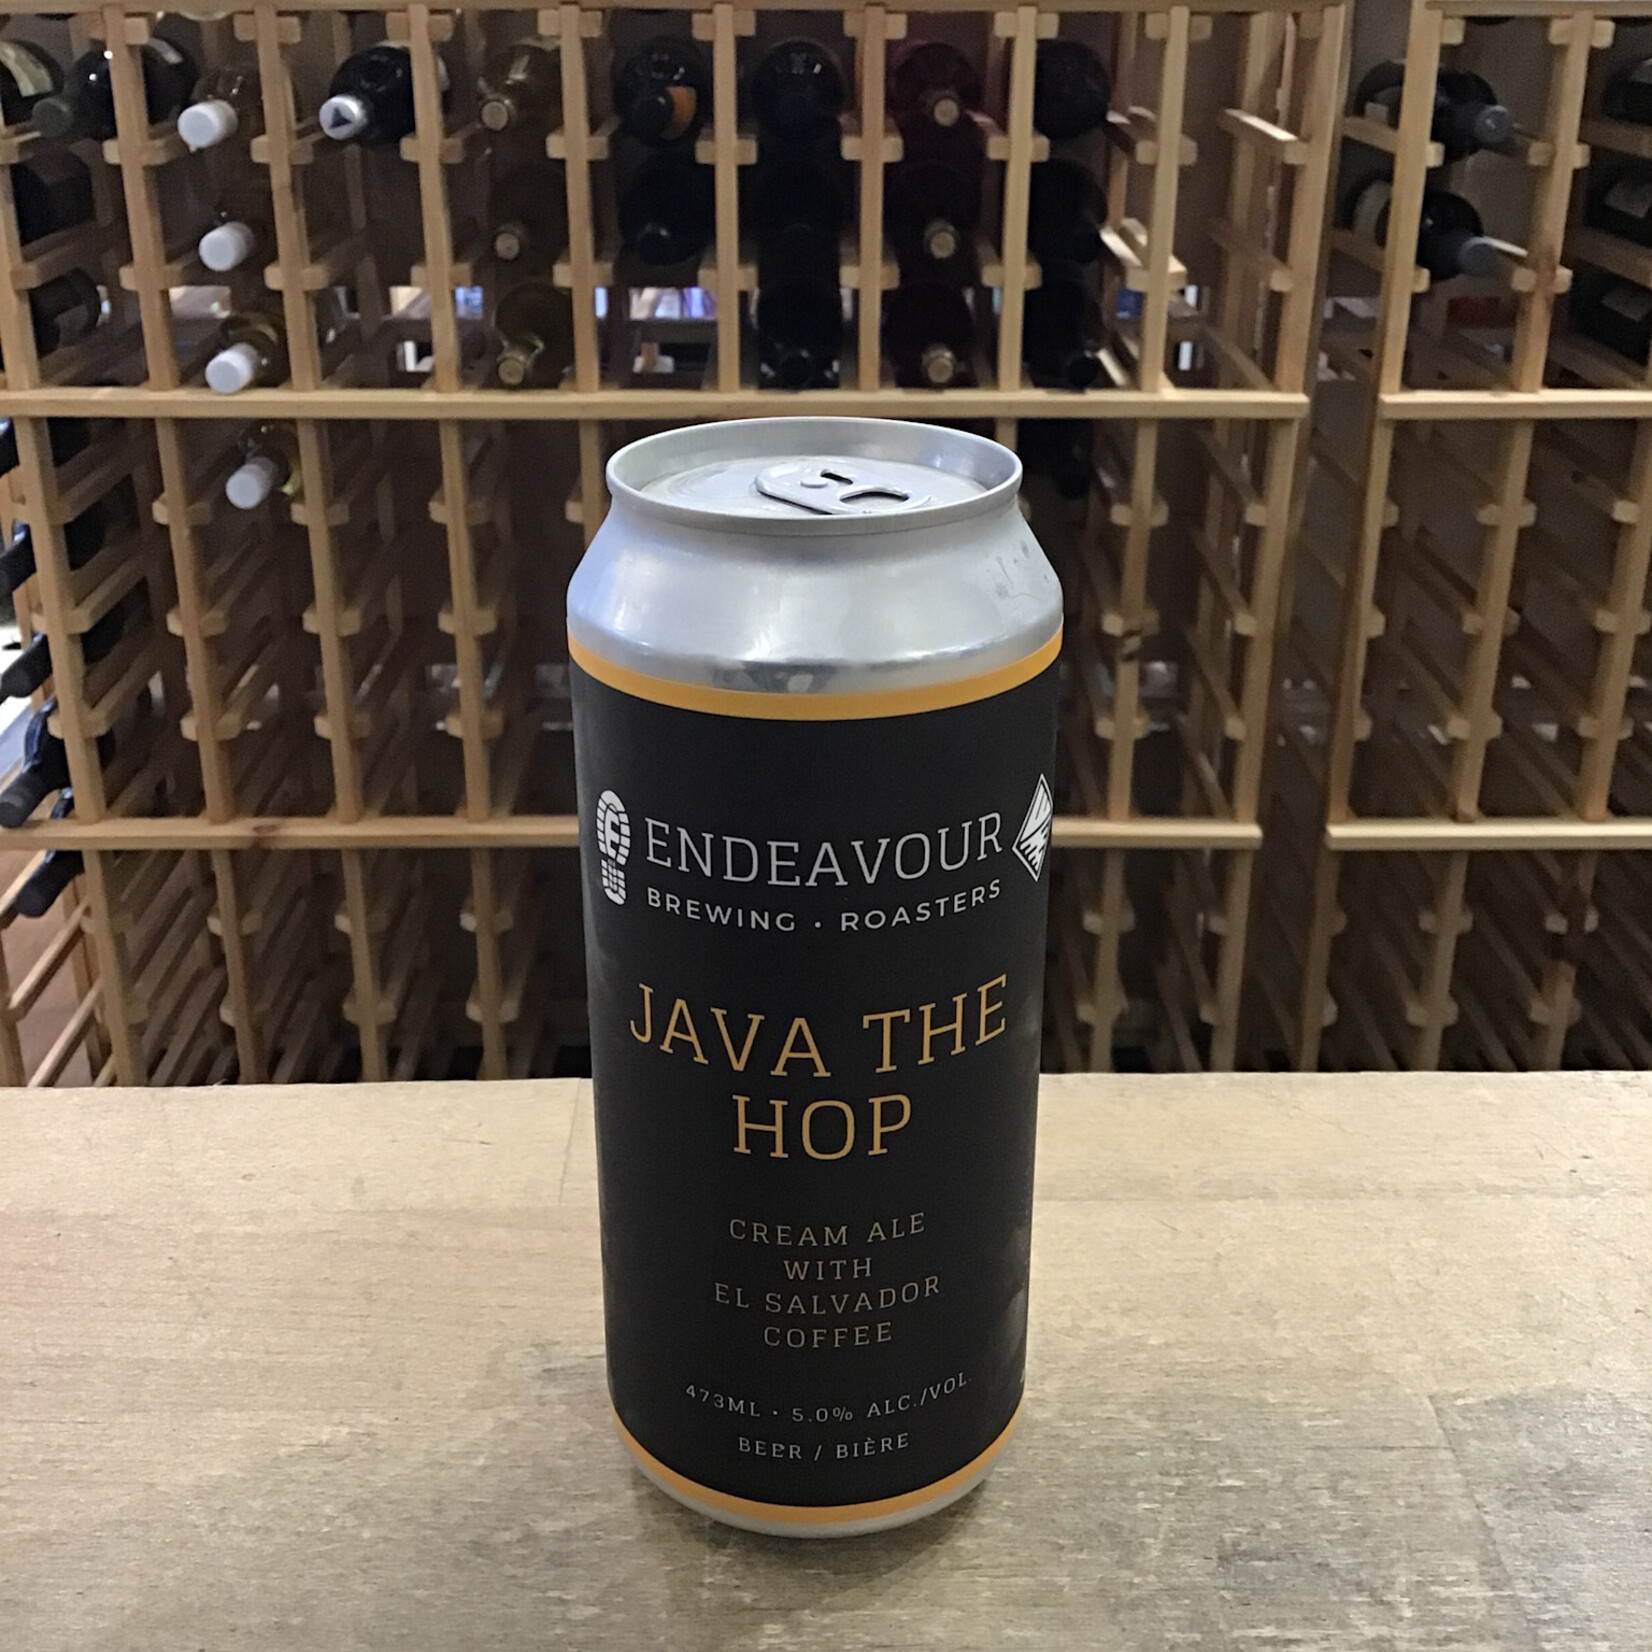 ENDEAVOUR
BREWING · ROASTERS
JAVA THE
HOP
CREAM ALE
WITH
EL SALVADOR
COFFEE
473ML · 5.0% ALC./VOL.
BEER / BIÈRE